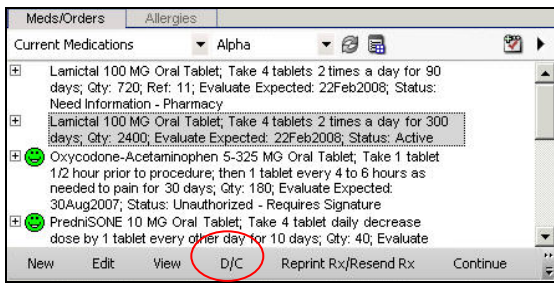 Meds/Orders Allergies
Current Medications Alpha
Lamictal 100 MG Oral Tablet; Take 4 tablets 2 times a day for 90
days; Qty: 720; Ref: 11; Evaluate Expected: 22Feb2008; Status:
Need Information - Pharmacy
Lamictal 100 MG Oral Tablet; Take 4 tablets 2 times a day for 300
days; Qty: 2400; Evaluate Expected: 22Feb2008; Status: Active
Oxycodone-Acetaminophen 5-325 MG Oral Tablet; Take 1 tablet
1/2 hour prior to procedure; then 1 tablet every 4 to 6 hours as
needed to pain for 30 days; Qty: 180; Evaluate Expected:
30Aug2007; Status: Unauthorized - Requires Signature
PredniSONE 10 MG Oral Tablet; Take 4 tablet daily decrease
dose by 1 tablet every other day for 10 days; Qty: 40; Evaluate
New Edit View D/C Reprint Rx/Resend Rx Continue